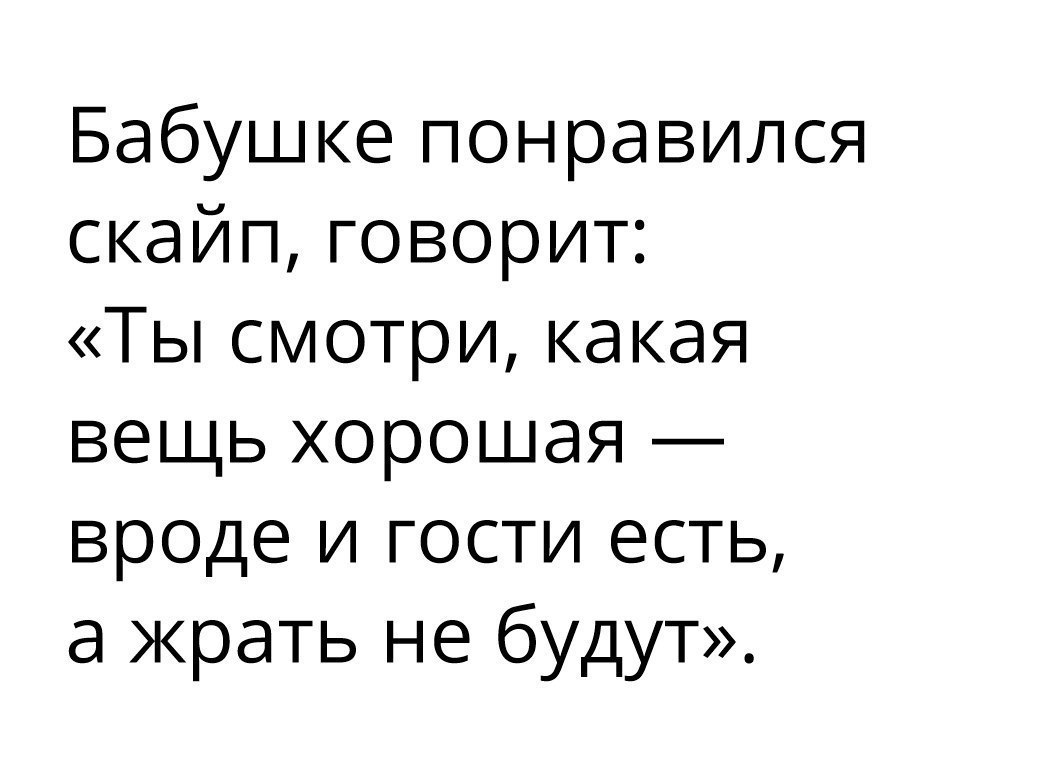 Бабушке понравился
скайп, говорит:
«Ты смотри, какая
вещь хорошая —
вроде и гости есть,
а жрать не будут».